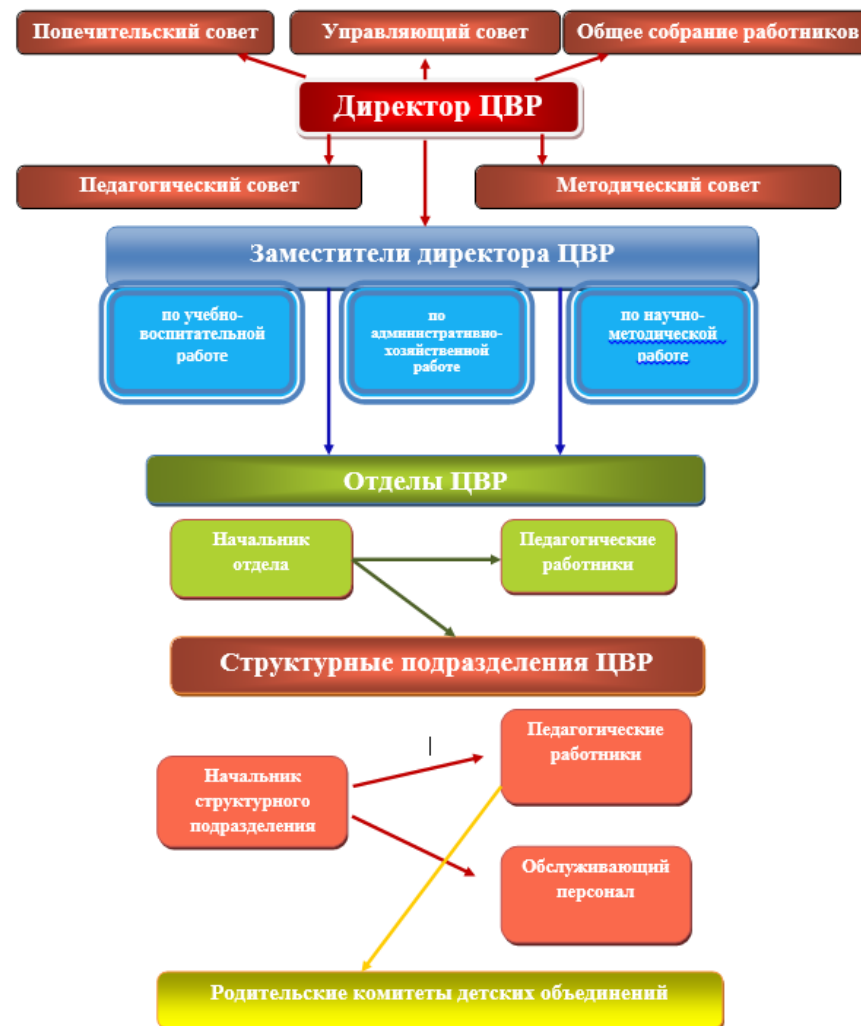 Попечительский совет
Управляющий совет
Общее собрание работников
Директор ЦВР
Педагогический совет
Методический совет
Заместители директора ЦВР
по учебно-
воспитательной
работе
по
административно-
хозяйственной
работе
по научно-
методической
работе
Отделы ЦВР
Начальник
отдела
Педагогические
работники
Структурные подразделения ЦВР
Педагогические
работники
Начальник
структурного
подразделения
Обслуживающий
персонал
Родительские комитеты детских объединений